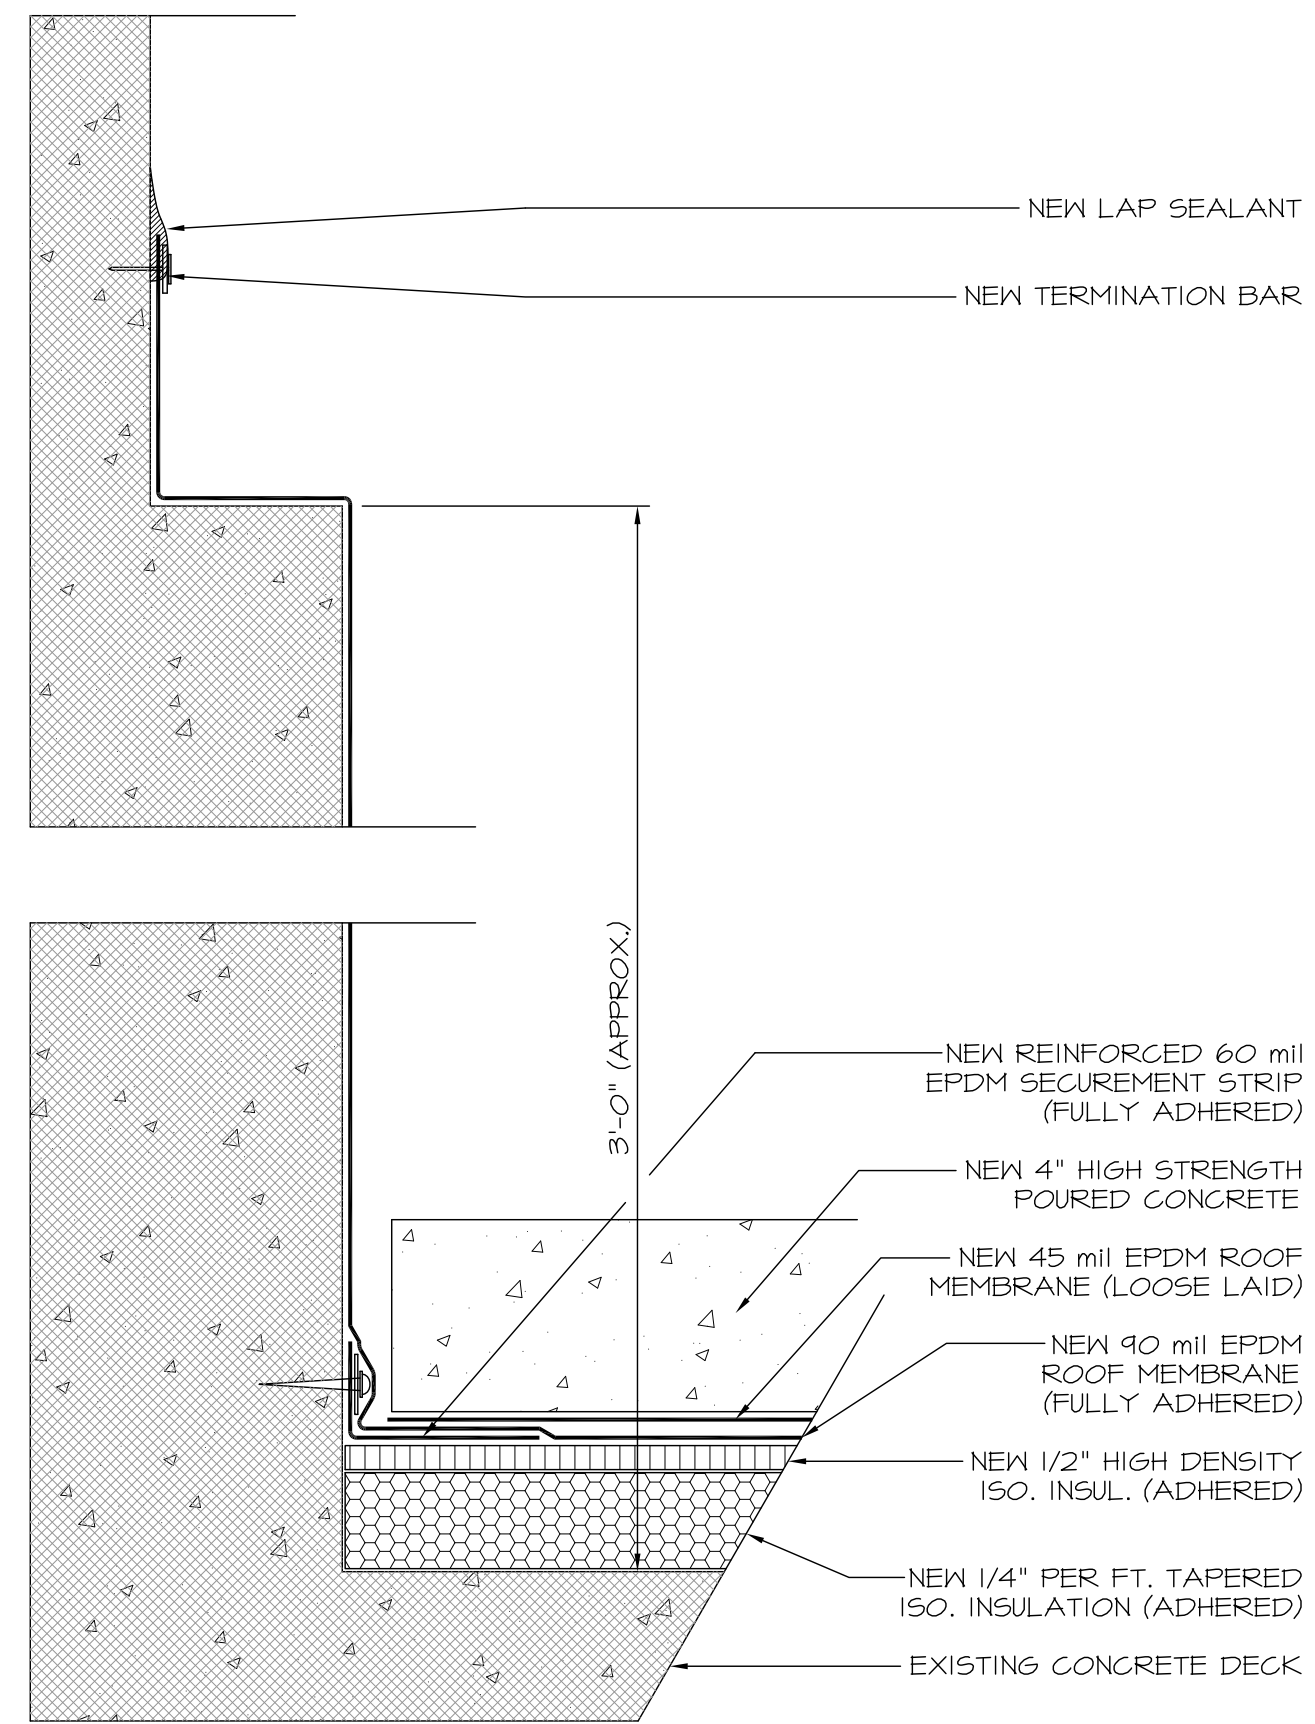 NEW LAP SEALANT
NEW TERMINATION BAR
3'-0" (APPROX.)
NEW REINFORCED 60 mil
EPDM SECUREMENT STRIP
(FULLY ADHERED)
NEW 4" HIGH STRENGTH
POURED CONCRETE
NEW 45 mil EPDM ROOF
MEMBRANE (LOOSE LAID)
NEW 90 mil EPDM
ROOF MEMBRANE
(FULLY ADHERED)
NEW 1/2" HIGH DENSITY
ISO. INSUL. (ADHERED)
NEW 1/4" PER FT. TAPERED
ISO. INSULATION (ADHERED)
EXISTING CONCRETE DECK